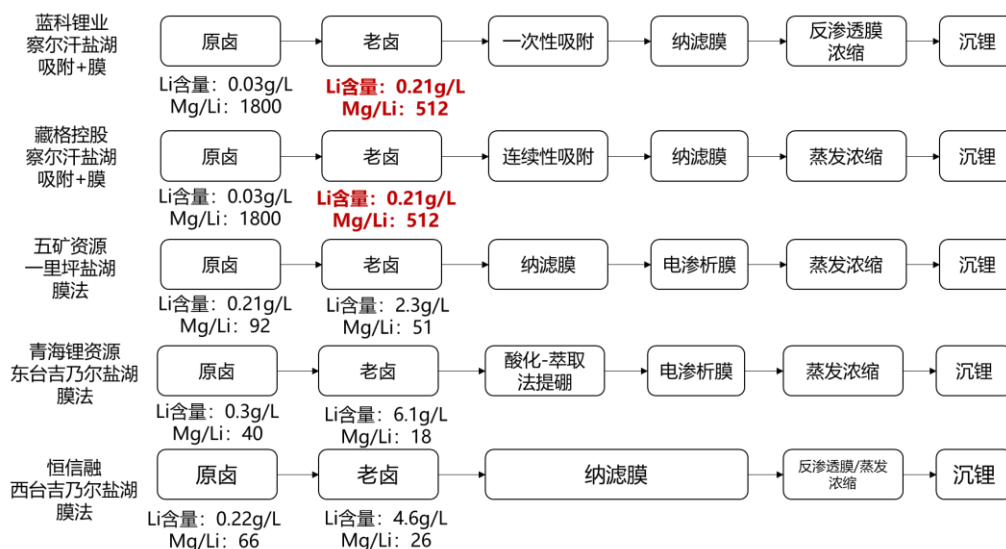 蓝科锂业
察尔汗盐湖
吸附+膜
原卤
老卤
一次性吸附
纳滤膜
反渗透膜
浓缩
沉锂
Li含量：0.03g/L
Mg/Li：1800
Li含量：0.21g/L
Mg/Li：512
藏格控股
察尔汗盐湖
吸附+膜
原卤
老卤
连续性吸附
纳滤膜
蒸发浓缩
沉锂
Li含量：0.03g/L
Mg/Li：1800
Li含量：0.21g/L
Mg/Li：512
五矿资源
一里坪盐湖
膜法
原卤
老卤
纳滤膜
电渗析膜
蒸发浓缩
沉锂
Li含量：0.21g/L
Mg/Li：92
Li含量：2.3g/L
Mg/Li：51
青海锂资源
东台吉乃尔盐湖
膜法
原卤
老卤
酸化-萃取
法提硼
电渗析膜
蒸发浓缩
沉锂
Li含量：0.3g/L
Mg/Li：40
Li含量：6.1g/L
Mg/Li：18
恒信融
西台吉乃尔盐湖
膜法
原卤
老卤
纳滤膜
反渗透膜/蒸发
浓缩
沉锂
Li含量：0.22g/L
Mg/Li：66
Li含量：4.6g/L
Mg/Li：26